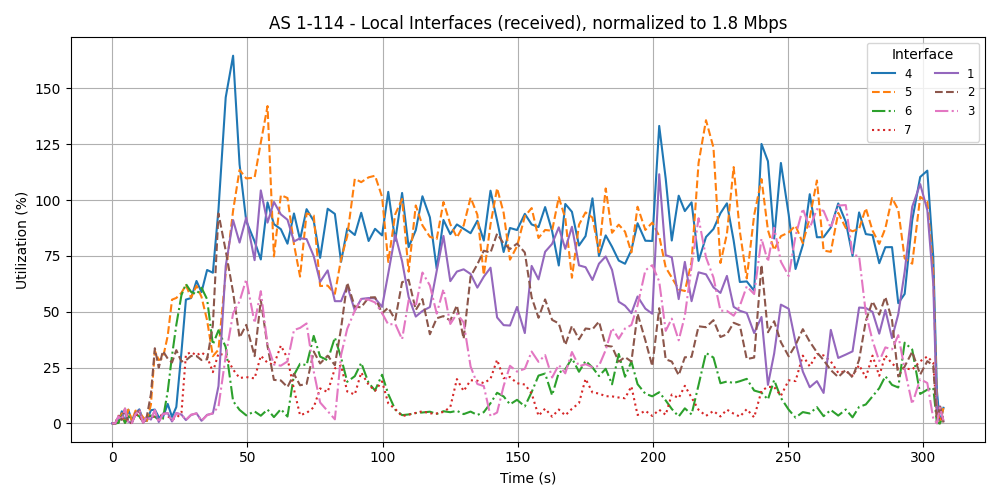 AS 1-114 - Local Interfaces (received), normalized to 1.8 Mbps
Utilization (%)
150
125
100
75
50
25
0
0 50 100 150 200 250 300
Time (s)
Interface
4 1
5 2
6 3
7